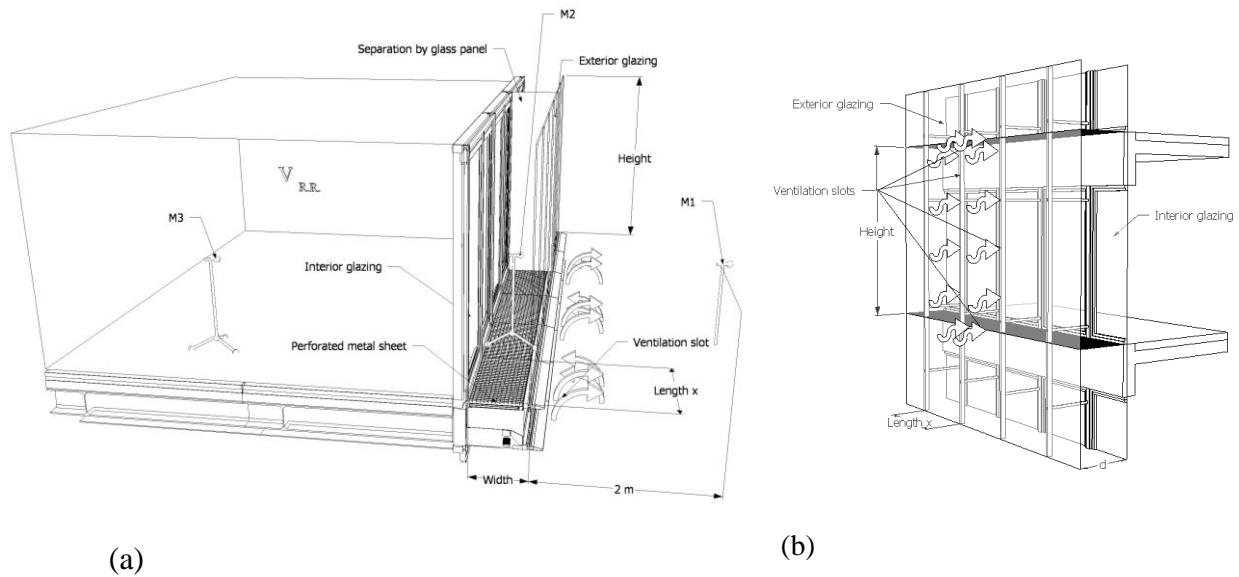 M2
Separation by glass panel
Exterior glazing
Height
V R.R.
M3
M1
Interior glazing
Perforated metal sheet
Ventilation slot
Length x
Width
2 m
(a)
Exterior glazing
Ventilation slots
Height
Interior glazing
Length x
d
(b)